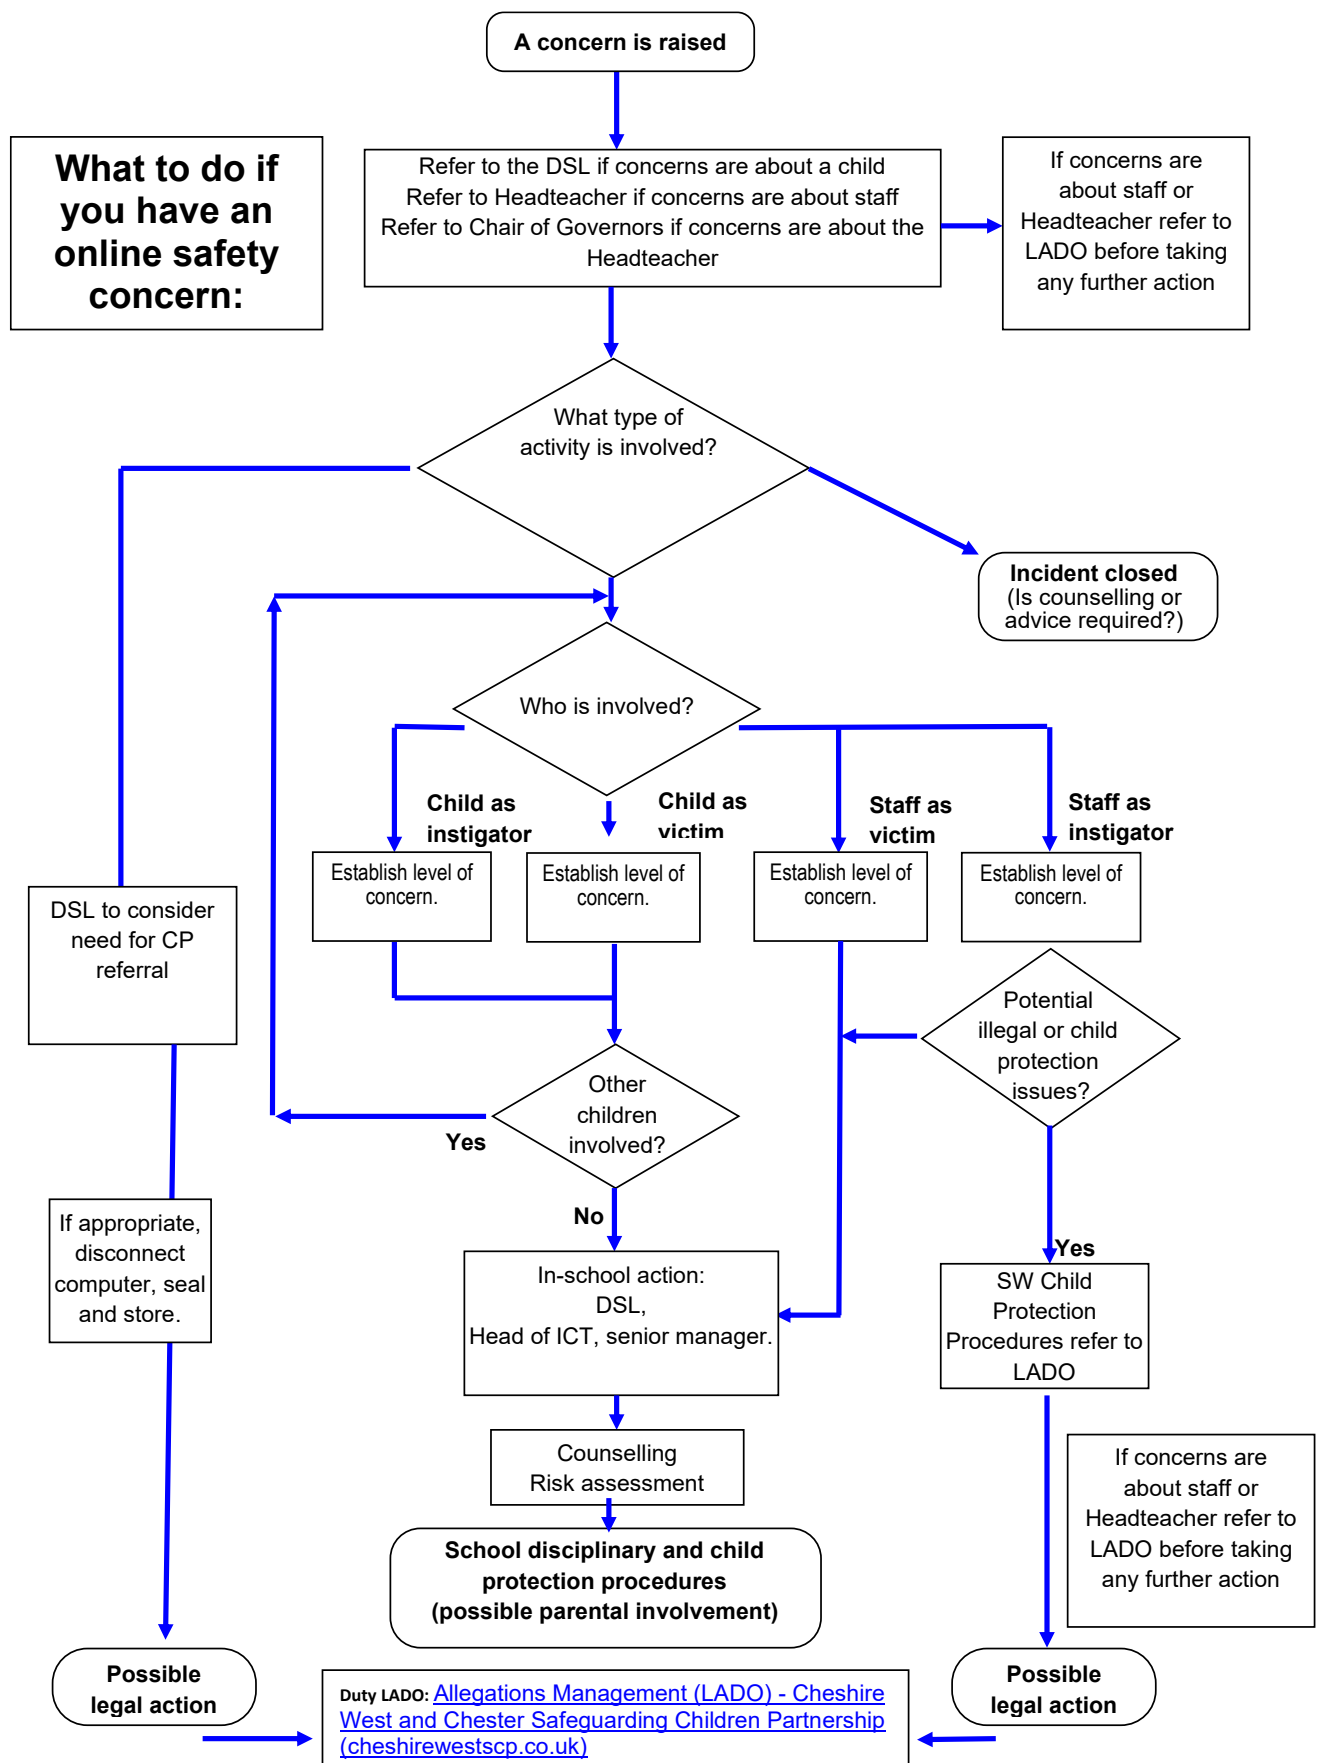 A concern is raised
What to do if
you have an
online safety
concern:
Refer to the DSL if concerns are about a child
Refer to Headteacher if concerns are about staff
Refer to Chair of Governors if concerns are about the
Headteacher
If concerns are
about staff or
Headteacher refer to
LADO before taking
any further action
What type of
activity is involved?
Incident closed
(Is counselling or
advice required?)
Who is involved?
Child as
instigator
Child as
victim
Staff as
victim
Staff as
instigator
Establish level of
concern.
Establish level of
concern.
Establish level of
concern.
Establish level of
concern.
DSL to consider
need for CP
referral
Potential
illegal or child
protection
issues?
Other
children
involved?
Yes
No
If appropriate,
disconnect
computer, seal
and store.
In-school action:
DSL,
Head of ICT, senior manager.
Yes
SW Child
Protection
Procedures refer to
LADO
Counselling
Risk assessment
If concerns are
about staff or
Headteacher refer to
LADO before taking
any further action
School disciplinary and child
protection procedures
(possible parental involvement)
Possible
legal action
Duty LADO: Allegations Management (LADO) - Cheshire
West and Chester Safeguarding Children Partnership
(cheshirewestscp.co.uk)
Possible
legal action